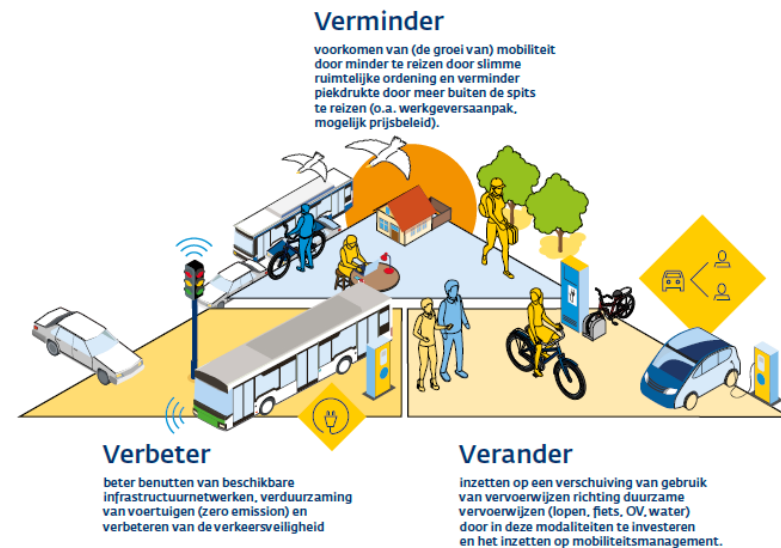 Verminder
voorkomen van (de groei van) mobiliteit
door minder te reizen door slimme
ruimtelijke ordening en verminder
piekdrukte door meer buiten de spits
te reizen (o.a. werkgeversaanpak,
mogelijk prijsbeleid).
Verbeter
beter benutten van beschikbare
infrastructuurnetwerken, verduurzaming
van voertuigen (zero emission) en
verbeteren van de verkeersveiligheid
Verander
inzetten op een verschuiving van gebruik
van vervoerwijzen richting duurzame
vervoerwijzen (lopen, fiets, OV, water)
door in deze modaliteiten te investeren
en het inzetten op mobiliteitsmanagement.